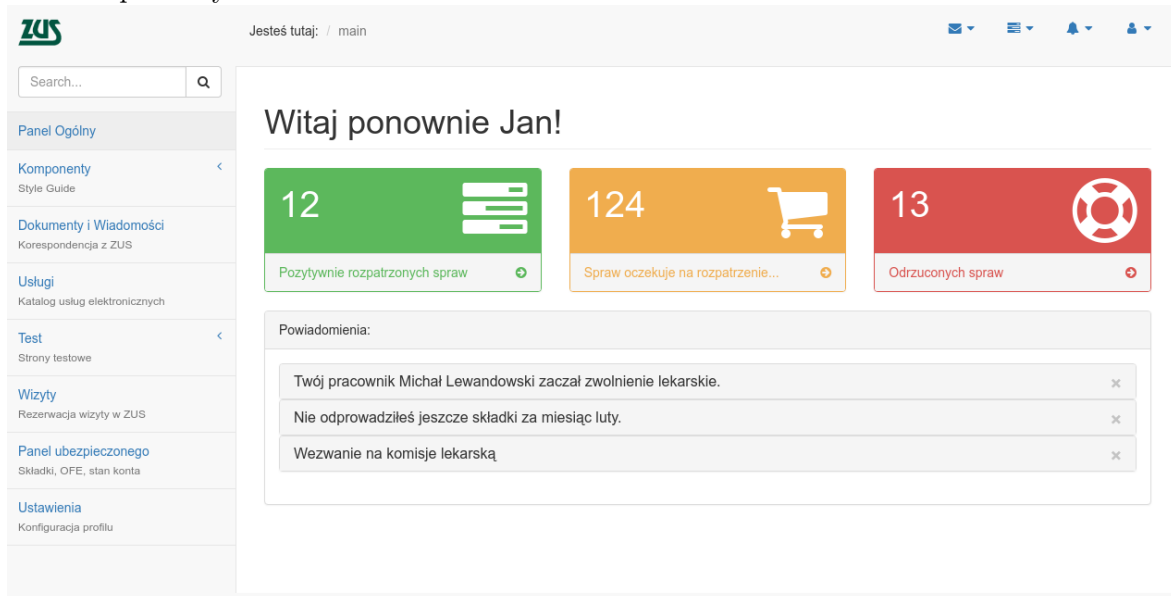 ZUS
Jesteś tutaj: / main
Search...
Panel Ogólny
Komponenty
Style Guide
Dokumenty i Wiadomości
Korespondencja z ZUS
Usługi
Katalog usług elektronicznych
Test
Strony testowe
Wizyty
Rezerwacja wizyty w ZUS
Panel ubezpieczonego
Składki, OFE, stan konta
Ustawienia
Konfiguracja profilu
Witaj ponownie Jan!
12
Pozytywnie rozpatrzonych spraw
124
Spraw oczekuje na rozpatrzenie...
13
Odrzuconych spraw
Powiadomienia:
Twój pracownik Michał Lewandowski zaczał zwolnienie lekarskie.
Nie odprowadziłeś jeszcze składki za miesiąc luty.
Wezwanie na komisje lekarską